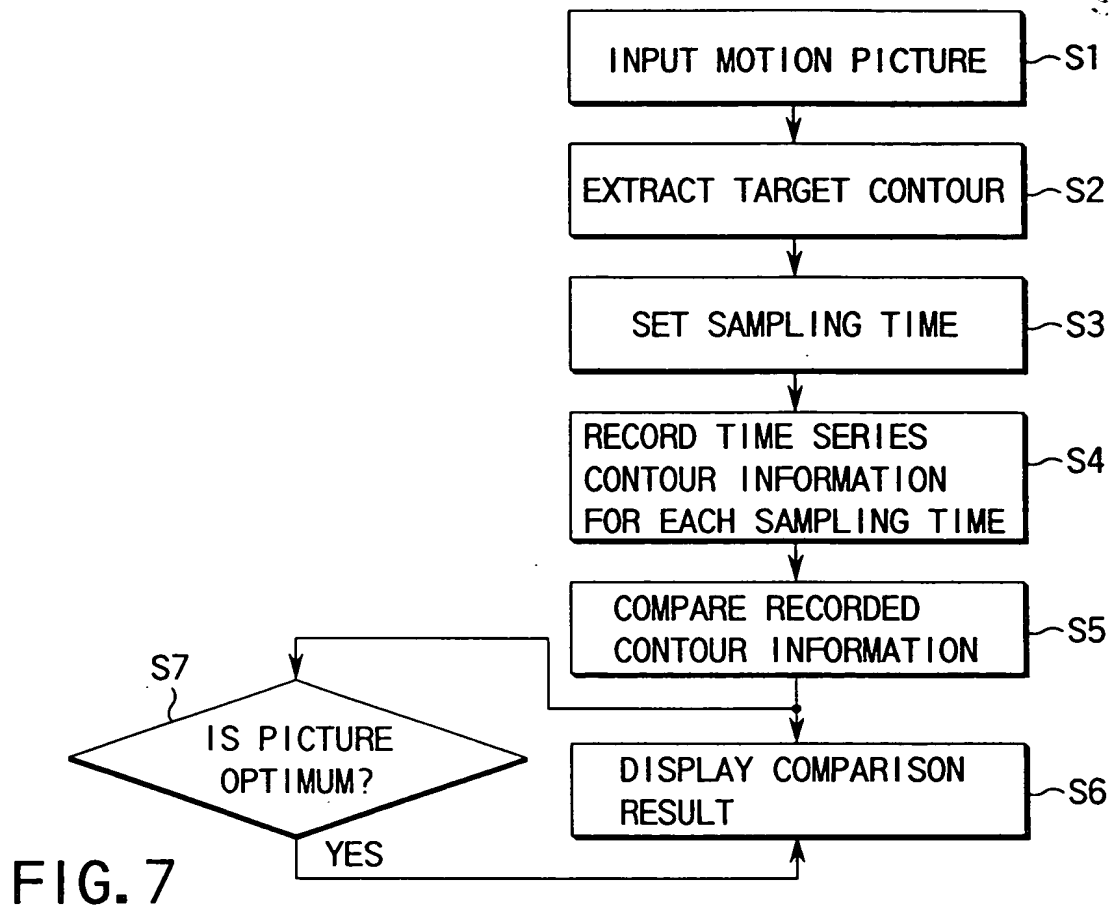 INPUT MOTION PICTURE
S1
EXTRACT TARGET CONTOUR
S2
SET SAMPLING TIME
S3
RECORD TIME SERIES
CONTOUR INFORMATION
FOR EACH SAMPLING TIME
S4
COMPARE RECORDED
CONTOUR INFORMATION
S5
S7
IS PICTURE
OPTIMUM?
DISPLAY COMPARISON
RESULT
S6
YES
FIG. 7